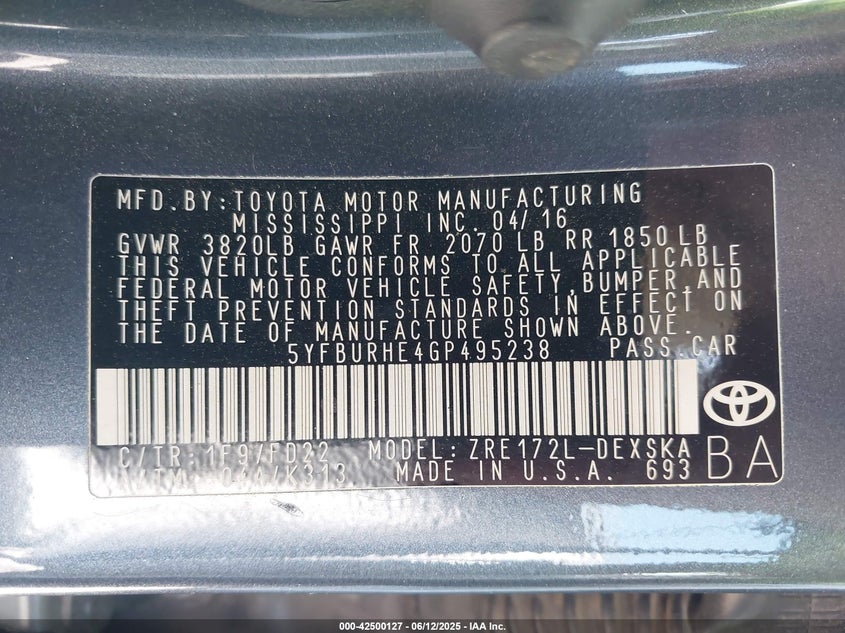 MFD.BY:TOYOTA MOTOR MANUFACTURING
MISSISSIPPI INC. 04/16
GVWR 3820LB GAWR FR 2070 LB RR 1850 LB
THIS VEHICLE CONFORMS TO ALL APPLICABLE
FEDERAL MOTOR VEHICLE SAFETY,BUMPER,AND
THEFT PREVENTION STANDARDS IN EFFECT ON
THE DATE OF MANUFACTURE SHOWN ABOVE.
5YFBURHE4GP495238 PASS.CAR
C/TR:1F9/FD22 MODEL:ZRE172L-DEXSKA
K313 MADE IN U.S.A. 693
BA
000-42500127 - 06/12/2025 - IAA Inc.